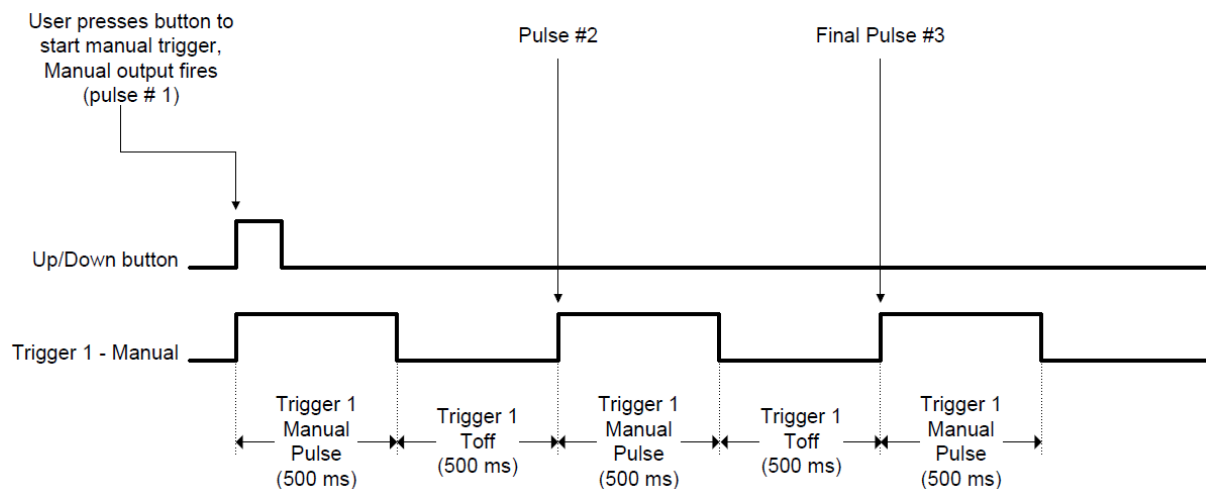 User presses button to
start manual trigger,
Manual output fires
(pulse # 1)
Pulse #2
Final Pulse #3
Up/Down button
Trigger 1 - Manual
Trigger 1
Manual
Pulse
(500 ms)
Trigger 1
Toff
(500 ms)
Trigger 1
Manual
Pulse
(500 ms)
Trigger 1
Toff
(500 ms)
Trigger 1
Manual
Pulse
(500 ms)